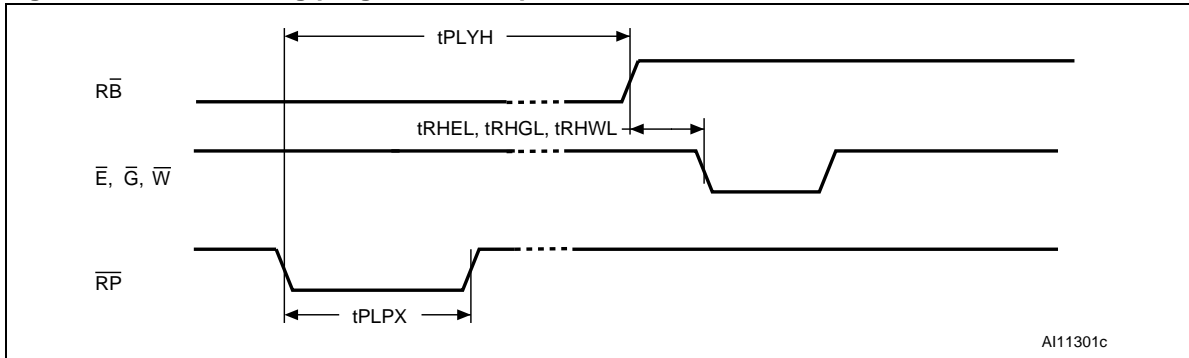 tPLYH
RB̅
tRHEL, tRHGL, tRHWL
E̅, G̅, W̅
R̅P̅
tPLPX
AI11301c